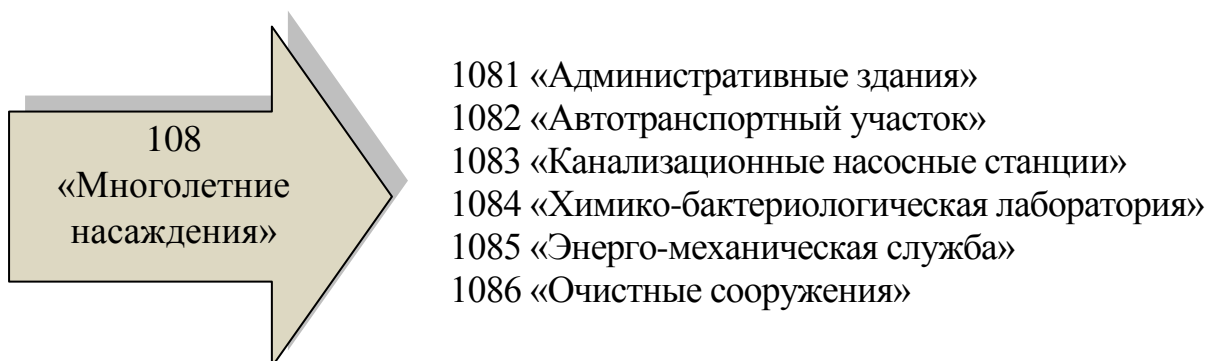 108
«Многолетние
насаждения»
1081 «Административные здания»
1082 «Автотранспортный участок»
1083 «Канализационные насосные станции»
1084 «Химико-бактериологическая лаборатория»
1085 «Энерго-механическая служба»
1086 «Очистные сооружения»